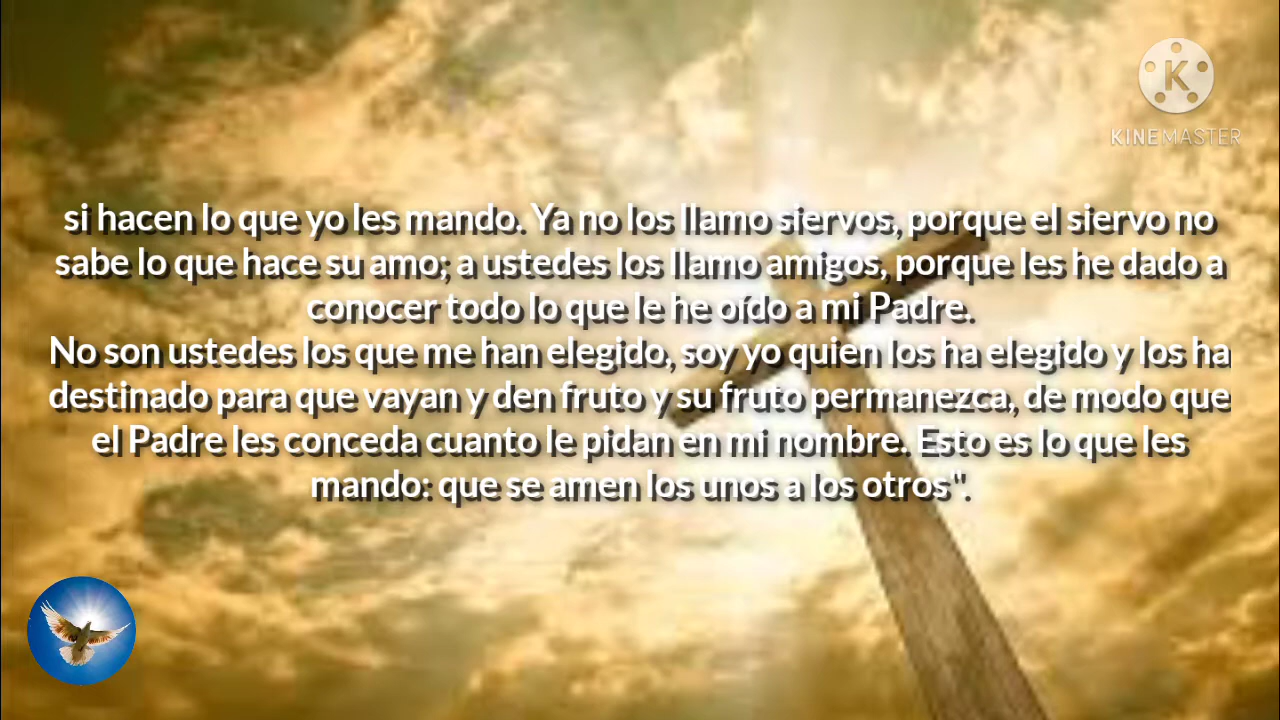 KINEMASTER
si hacen lo que yo les mando. Ya no los llamo siervos, porque el siervo no
sabe lo que hace su amo; a ustedes los llamo amigos, porque les he dado a
conocer todo lo que le he oído a mi Padre.
No son ustedes los que me han elegido, soy yo quien los ha elegido y los ha
destinado para que vayan y den fruto y su fruto permanezca, de modo que
el Padre les conceda cuanto le pidan en mi nombre. Esto es lo que les
mando: que se amen los unos a los otros".